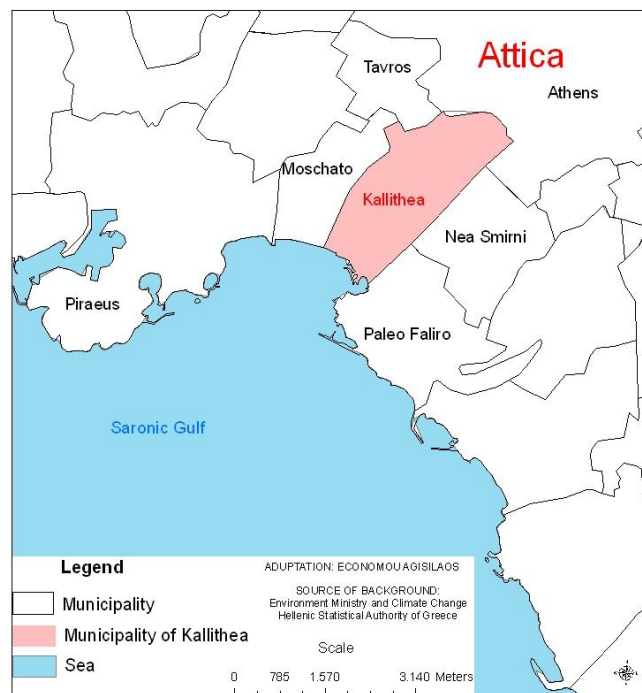 Attica
Tavros
Athens
Moschato
Kallithea
Nea Smirni
Piraeus
Paleo Faliro
Saronic Gulf
Legend
Municipality
Municipality of Kallithea
Sea
ADUPTATION: ECONOMOU AGISILAOS
SOURCE OF BACKGROUND:
Environment Ministry and Climate Change
Hellenic Statistical Authority of Greece
Scale
0 785 1.570 3.140 Meters